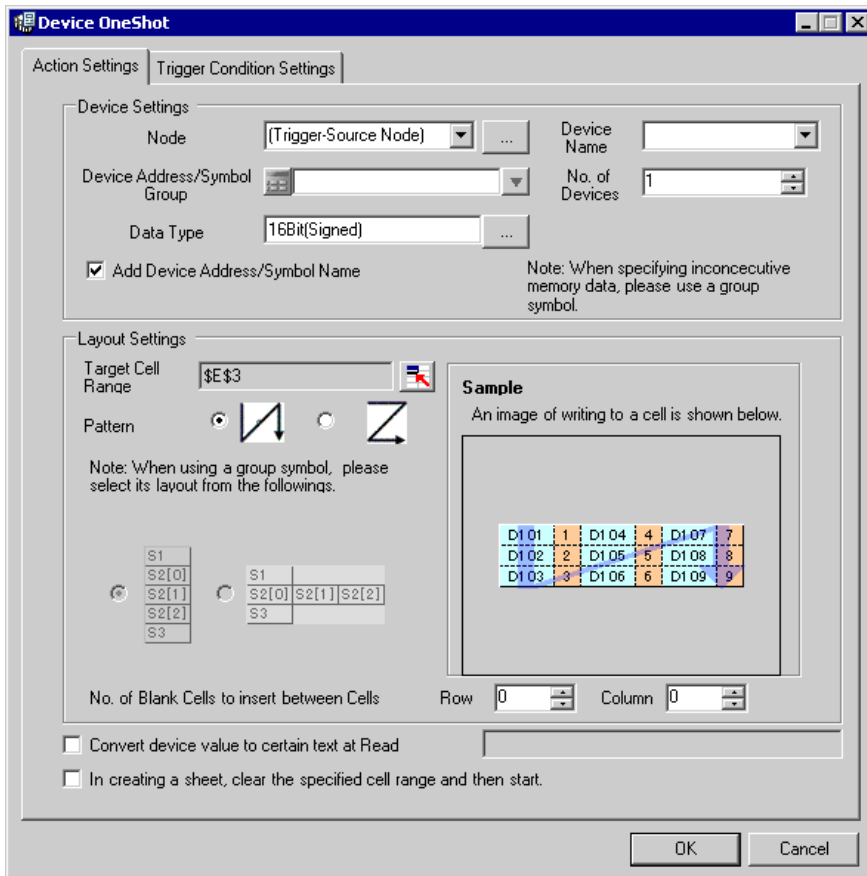 Device OneShot
Action Settings
Trigger Condition Settings
Device Settings
Node
(Trigger-Source Node)
...
Device
Name
Device Address/Symbol
Group
No. of
Devices
1
Data Type
16Bit(Signed)
...
Add Device Address/Symbol Name
Note: When specifying inconcecutive
memory data, please use a group
symbol.
Layout Settings
Target Cell
Range
$E$3
Pattern
Note: When using a group symbol, please
select its layout from the followings.
S1
S2[0]
S2[1]
S2[2]
S3
S1
S2[0] S2[1] S2[2]
S3
Sample
An image of writing to a cell is shown below.
D101 1 D104 4 D107 7
D102 2 D105 5 D108 8
D103 3 D106 6 D109 9
No. of Blank Cells to insert between Cells
Row
0
Column
0
Convert device value to certain text at Read
In creating a sheet, clear the specified cell range and then start.
OK
Cancel